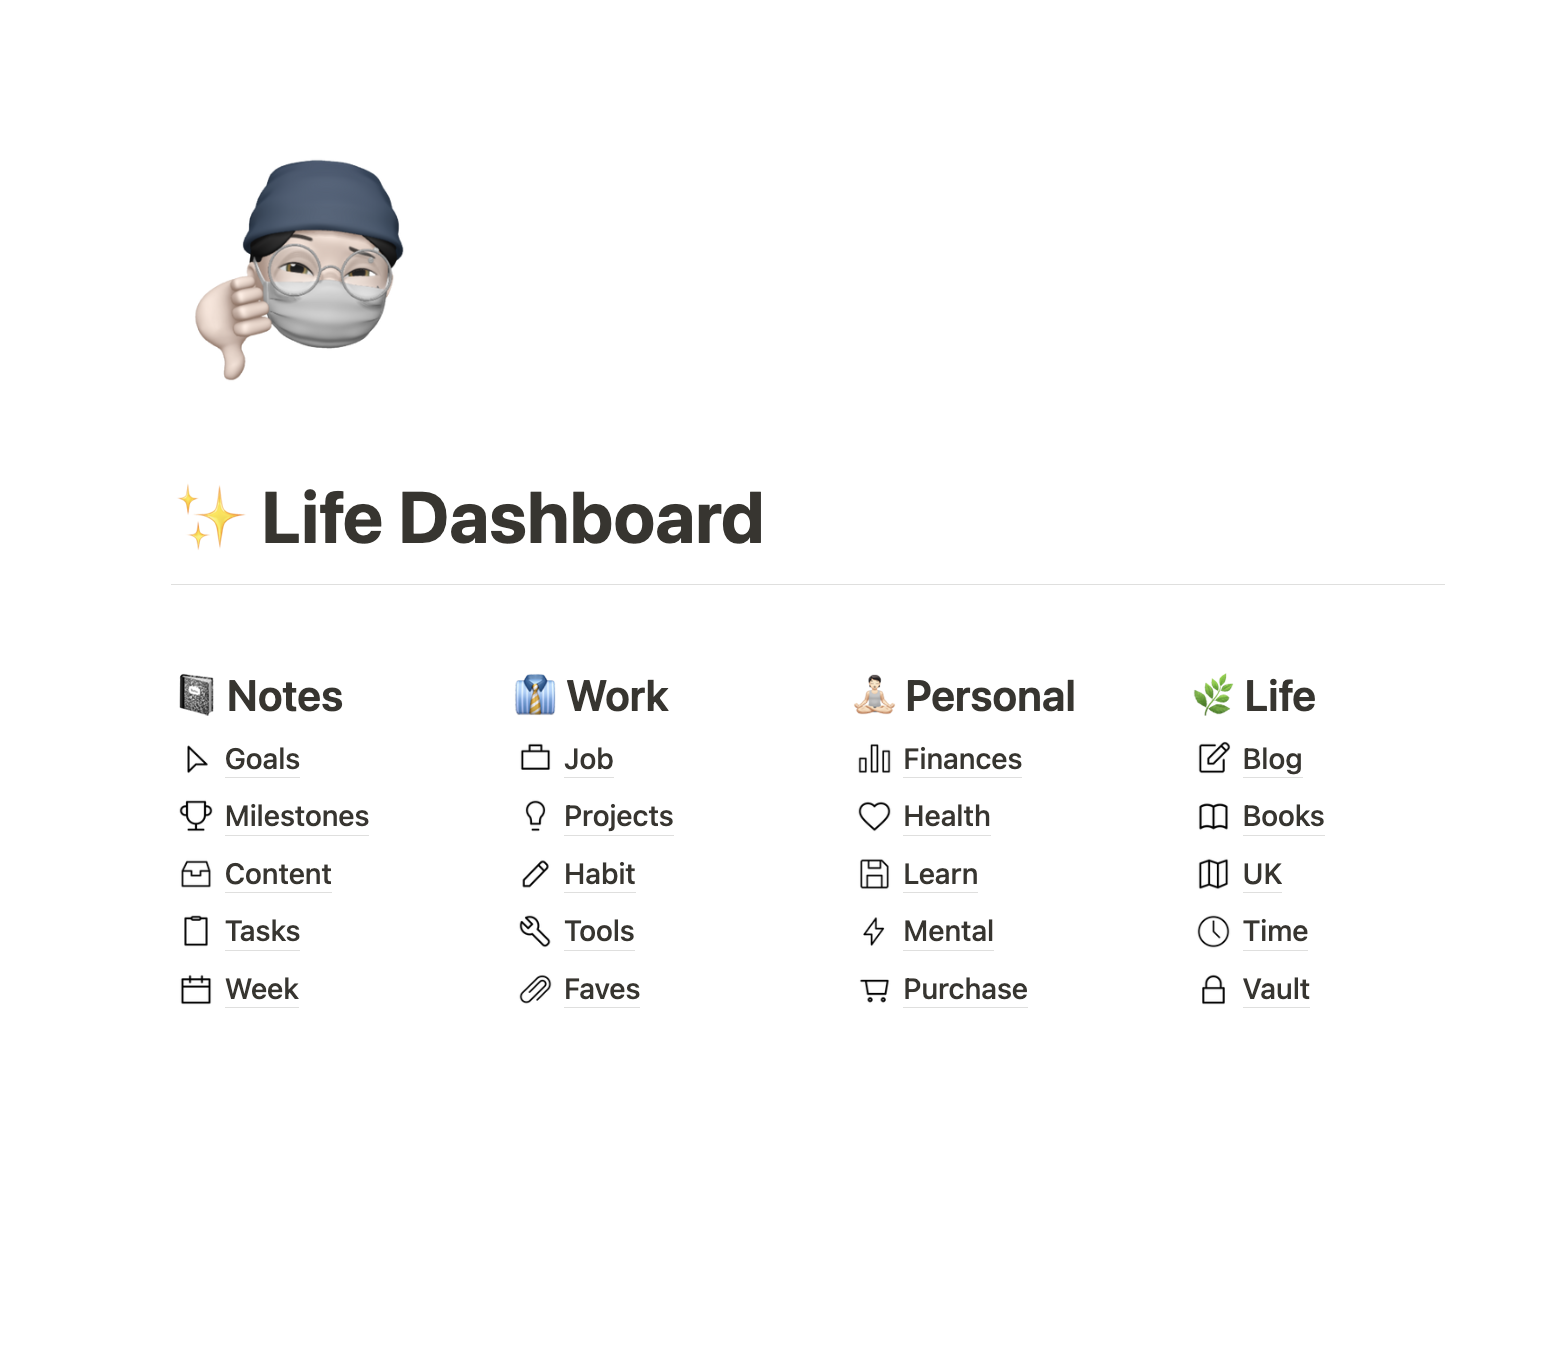 ✨ Life Dashboard
Notes
Goals
Milestones
Content
Tasks
Week
Work
Job
Projects
Habit
Tools
Faves
Personal
Finances
Health
Learn
Mental
Purchase
Life
Blog
Books
UK
Time
Vault